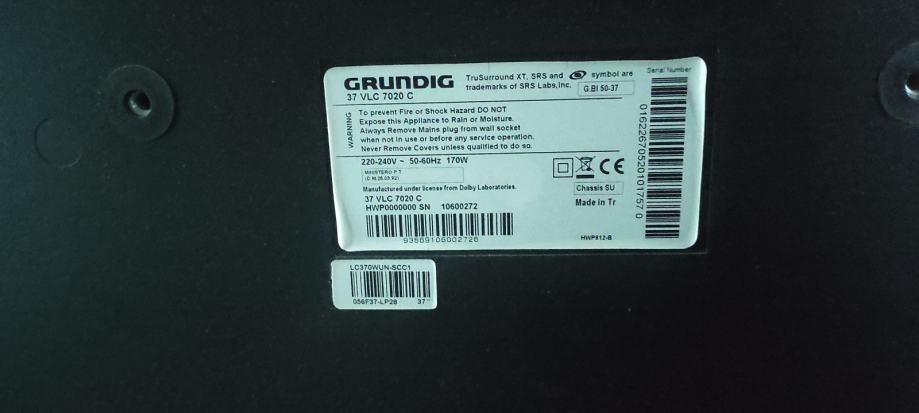 GRUNDIG
37 VLC 7020 C
TruSurround XT, SRS and symbol are
trademarks of SRS Labs,Inc.
G.BI 50-37
Serial Number
WARNING
To prevent Fire or Shock Hazard DO NOT
Expose this Appliance to Rain or Moisture.
Always Remove Mains plug from wall socket
when not in use or before any service operation.
Never Remove Covers unless qualified to do so.
220-240V ~ 50-60Hz 170W
MINISTERO P.T.
Manufactured under license from Dolby Laboratories.
37 VLC 7020 C
HWP0000000 SN 10600272
CE
Chassis SU
Made in Tr
HWP812-B
LC370WUN-SCC1
056F37-LP28 37"